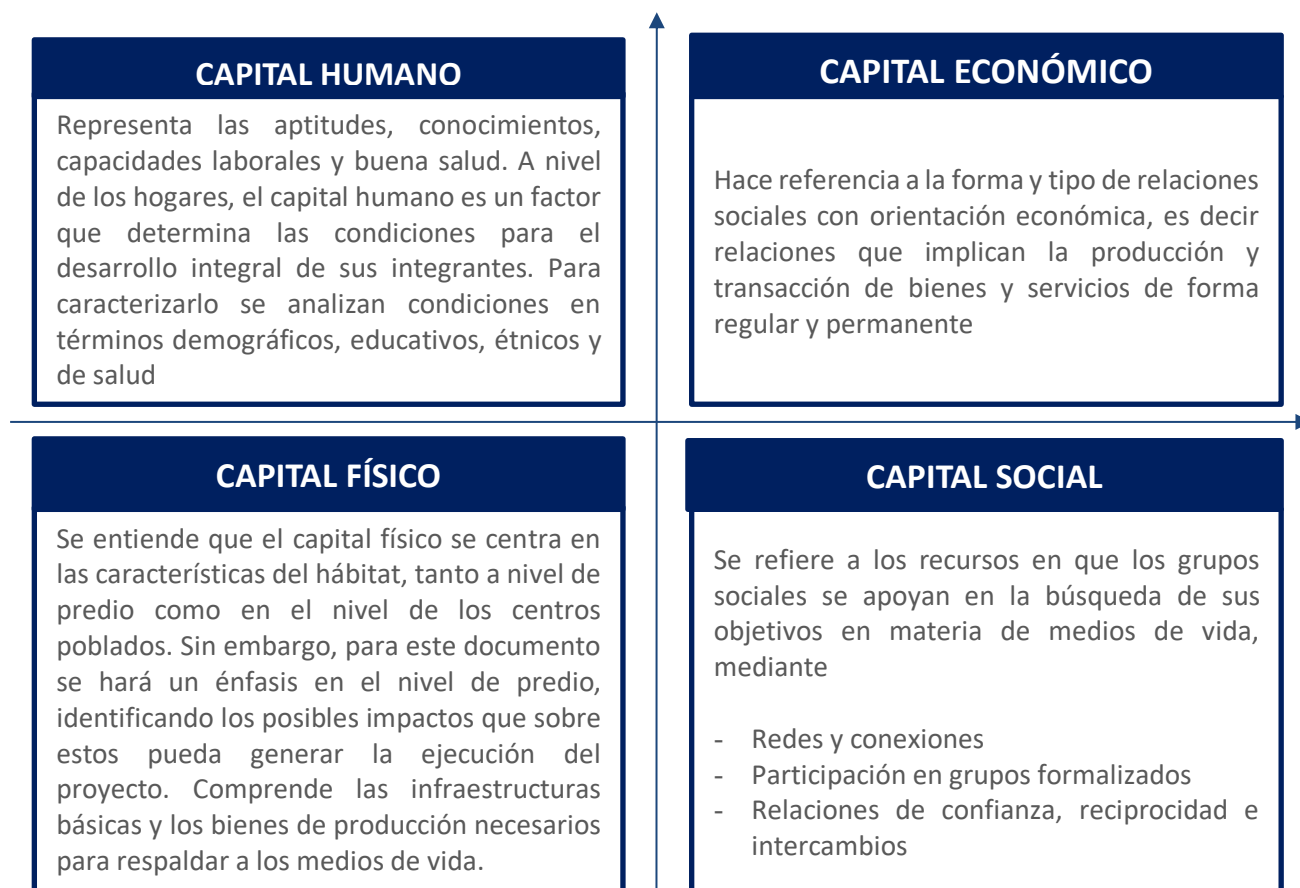 CAPITAL HUMANO
Representa las aptitudes, conocimientos,
capacidades laborales y buena salud. A nivel
de los hogares, el capital humano es un factor
que determina las condiciones para el
desarrollo integral de sus integrantes. Para
caracterizarlo se analizan condiciones en
términos demográficos, educativos, étnicos y
de salud
CAPITAL ECONÓMICO
Hace referencia a la forma y tipo de relaciones
sociales con orientación económica, es decir
relaciones que implican la producción y
transacción de bienes y servicios de forma
regular y permanente
CAPITAL FÍSICO
Se entiende que el capital físico se centra en
las características del hábitat, tanto a nivel de
predio como en el nivel de los centros
poblados. Sin embargo, para este documento
se hará un énfasis en el nivel de predio,
identificando los posibles impactos que sobre
estos pueda generar la ejecución del
proyecto. Comprende las infraestructuras
básicas y los bienes de producción necesarios
para respaldar a los medios de vida.
CAPITAL SOCIAL
Se refiere a los recursos en que los grupos
sociales se apoyan en la búsqueda de sus
objetivos en materia de medios de vida,
mediante
- Redes y conexiones
- Participación en grupos formalizados
- Relaciones de confianza, reciprocidad e
intercambios